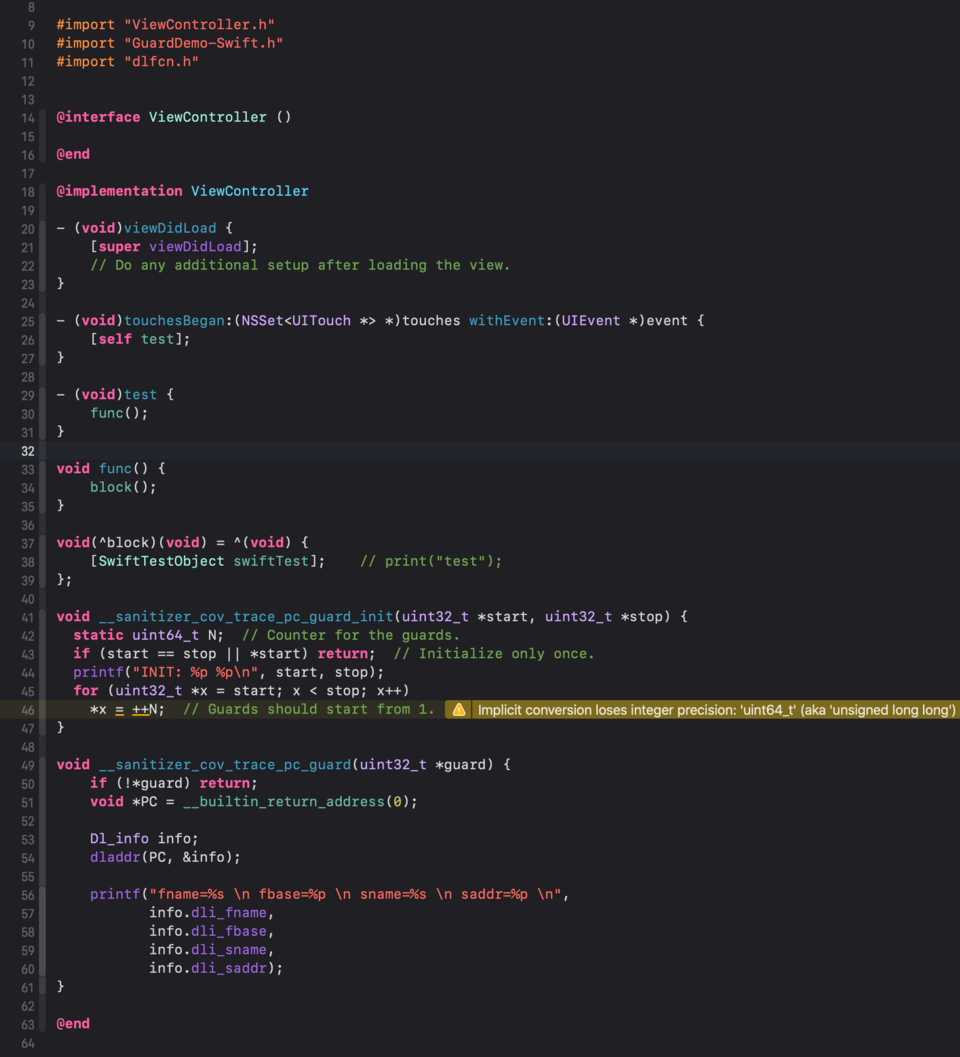 8
9 #import "ViewController.h"
10 #import "GuardDemo-Swift.h"
11 #import "dlfcn.h"
12
13
14 @interface ViewController ()
15
16 @end
17
18 @implementation ViewController
19
20 - (void)viewDidLoad {
21     [super viewDidLoad];
22     // Do any additional setup after loading the view.
23 }
24
25 - (void)touchesBegan:(NSSet<UITouch *> *)touches withEvent:(UIEvent *)event {
26     [self test];
27 }
28
29 - (void)test {
30     func();
31 }
32
33 void func() {
34     block();
35 }
36
37 void(^block)(void) = ^(void) {
38     [SwiftTestObject swiftTest];    // print("test");
39 };
40
41 void __sanitizer_cov_trace_pc_guard_init(uint32_t *start, uint32_t *stop) {
42   static uint64_t N;  // Counter for the guards.
43   if (start == stop || *start) return;  // Initialize only once.
44   printf("INIT: %p %p\n", start, stop);
45   for (uint32_t *x = start; x < stop; x++)
46     *x = ++N;  // Guards should start from 1. Implicit conversion loses integer precision: 'uint64_t' (aka 'unsigned long long')
47 }
48
49 void __sanitizer_cov_trace_pc_guard(uint32_t *guard) {
50     if (!*guard) return;
51     void *PC = __builtin_return_address(0);
52
53     Dl_info info;
54     dladdr(PC, &info);
55
56     printf("fname=%s \n fbase=%p \n sname=%s \n saddr=%p \n",
57            info.dli_fname,
58            info.dli_fbase,
59            info.dli_sname,
60            info.dli_saddr);
61 }
62
63 @end
64